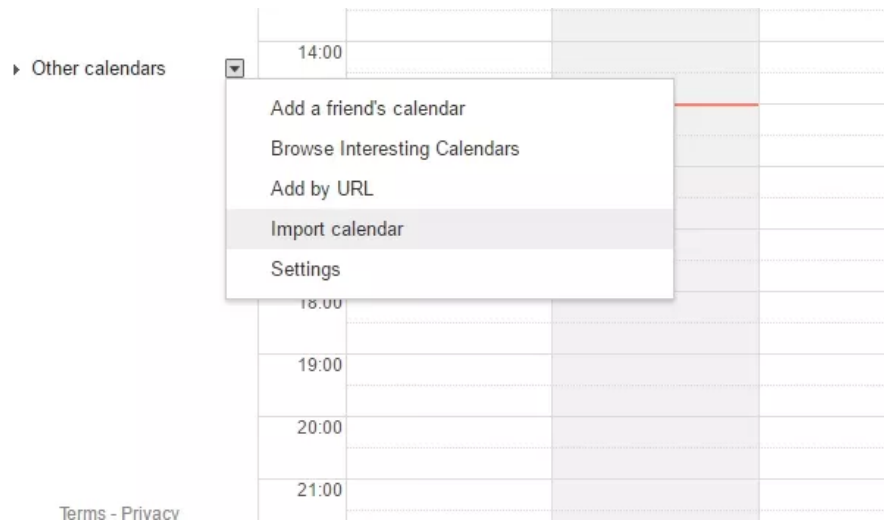 14:00
Other calendars
Add a friend's calendar
Browse Interesting Calendars
Add by URL
Import calendar
Settings
18:00
19:00
20:00
21:00
Terms - Privacy